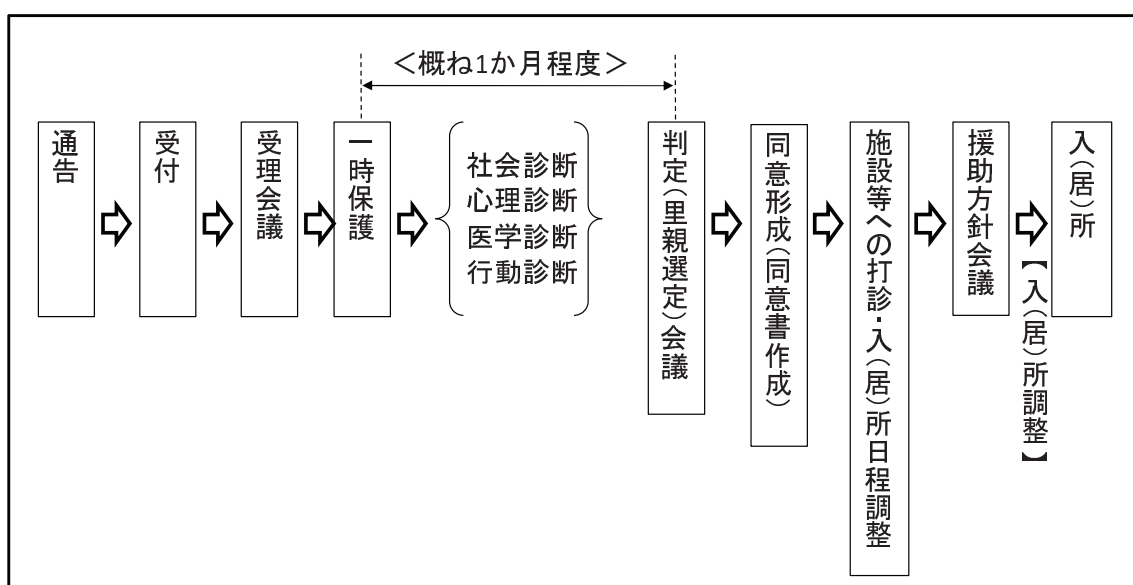 ＜概ね1か月程度＞
通告
受付
受理会議
一時保護
社会診断
心理診断
医学診断
行動診断
判定(里親選定)会議
同意形成(同意書作成)
施設等への打診・入(居)所日程調整
援助方針会議
【入(居)所調整】
入(居)所